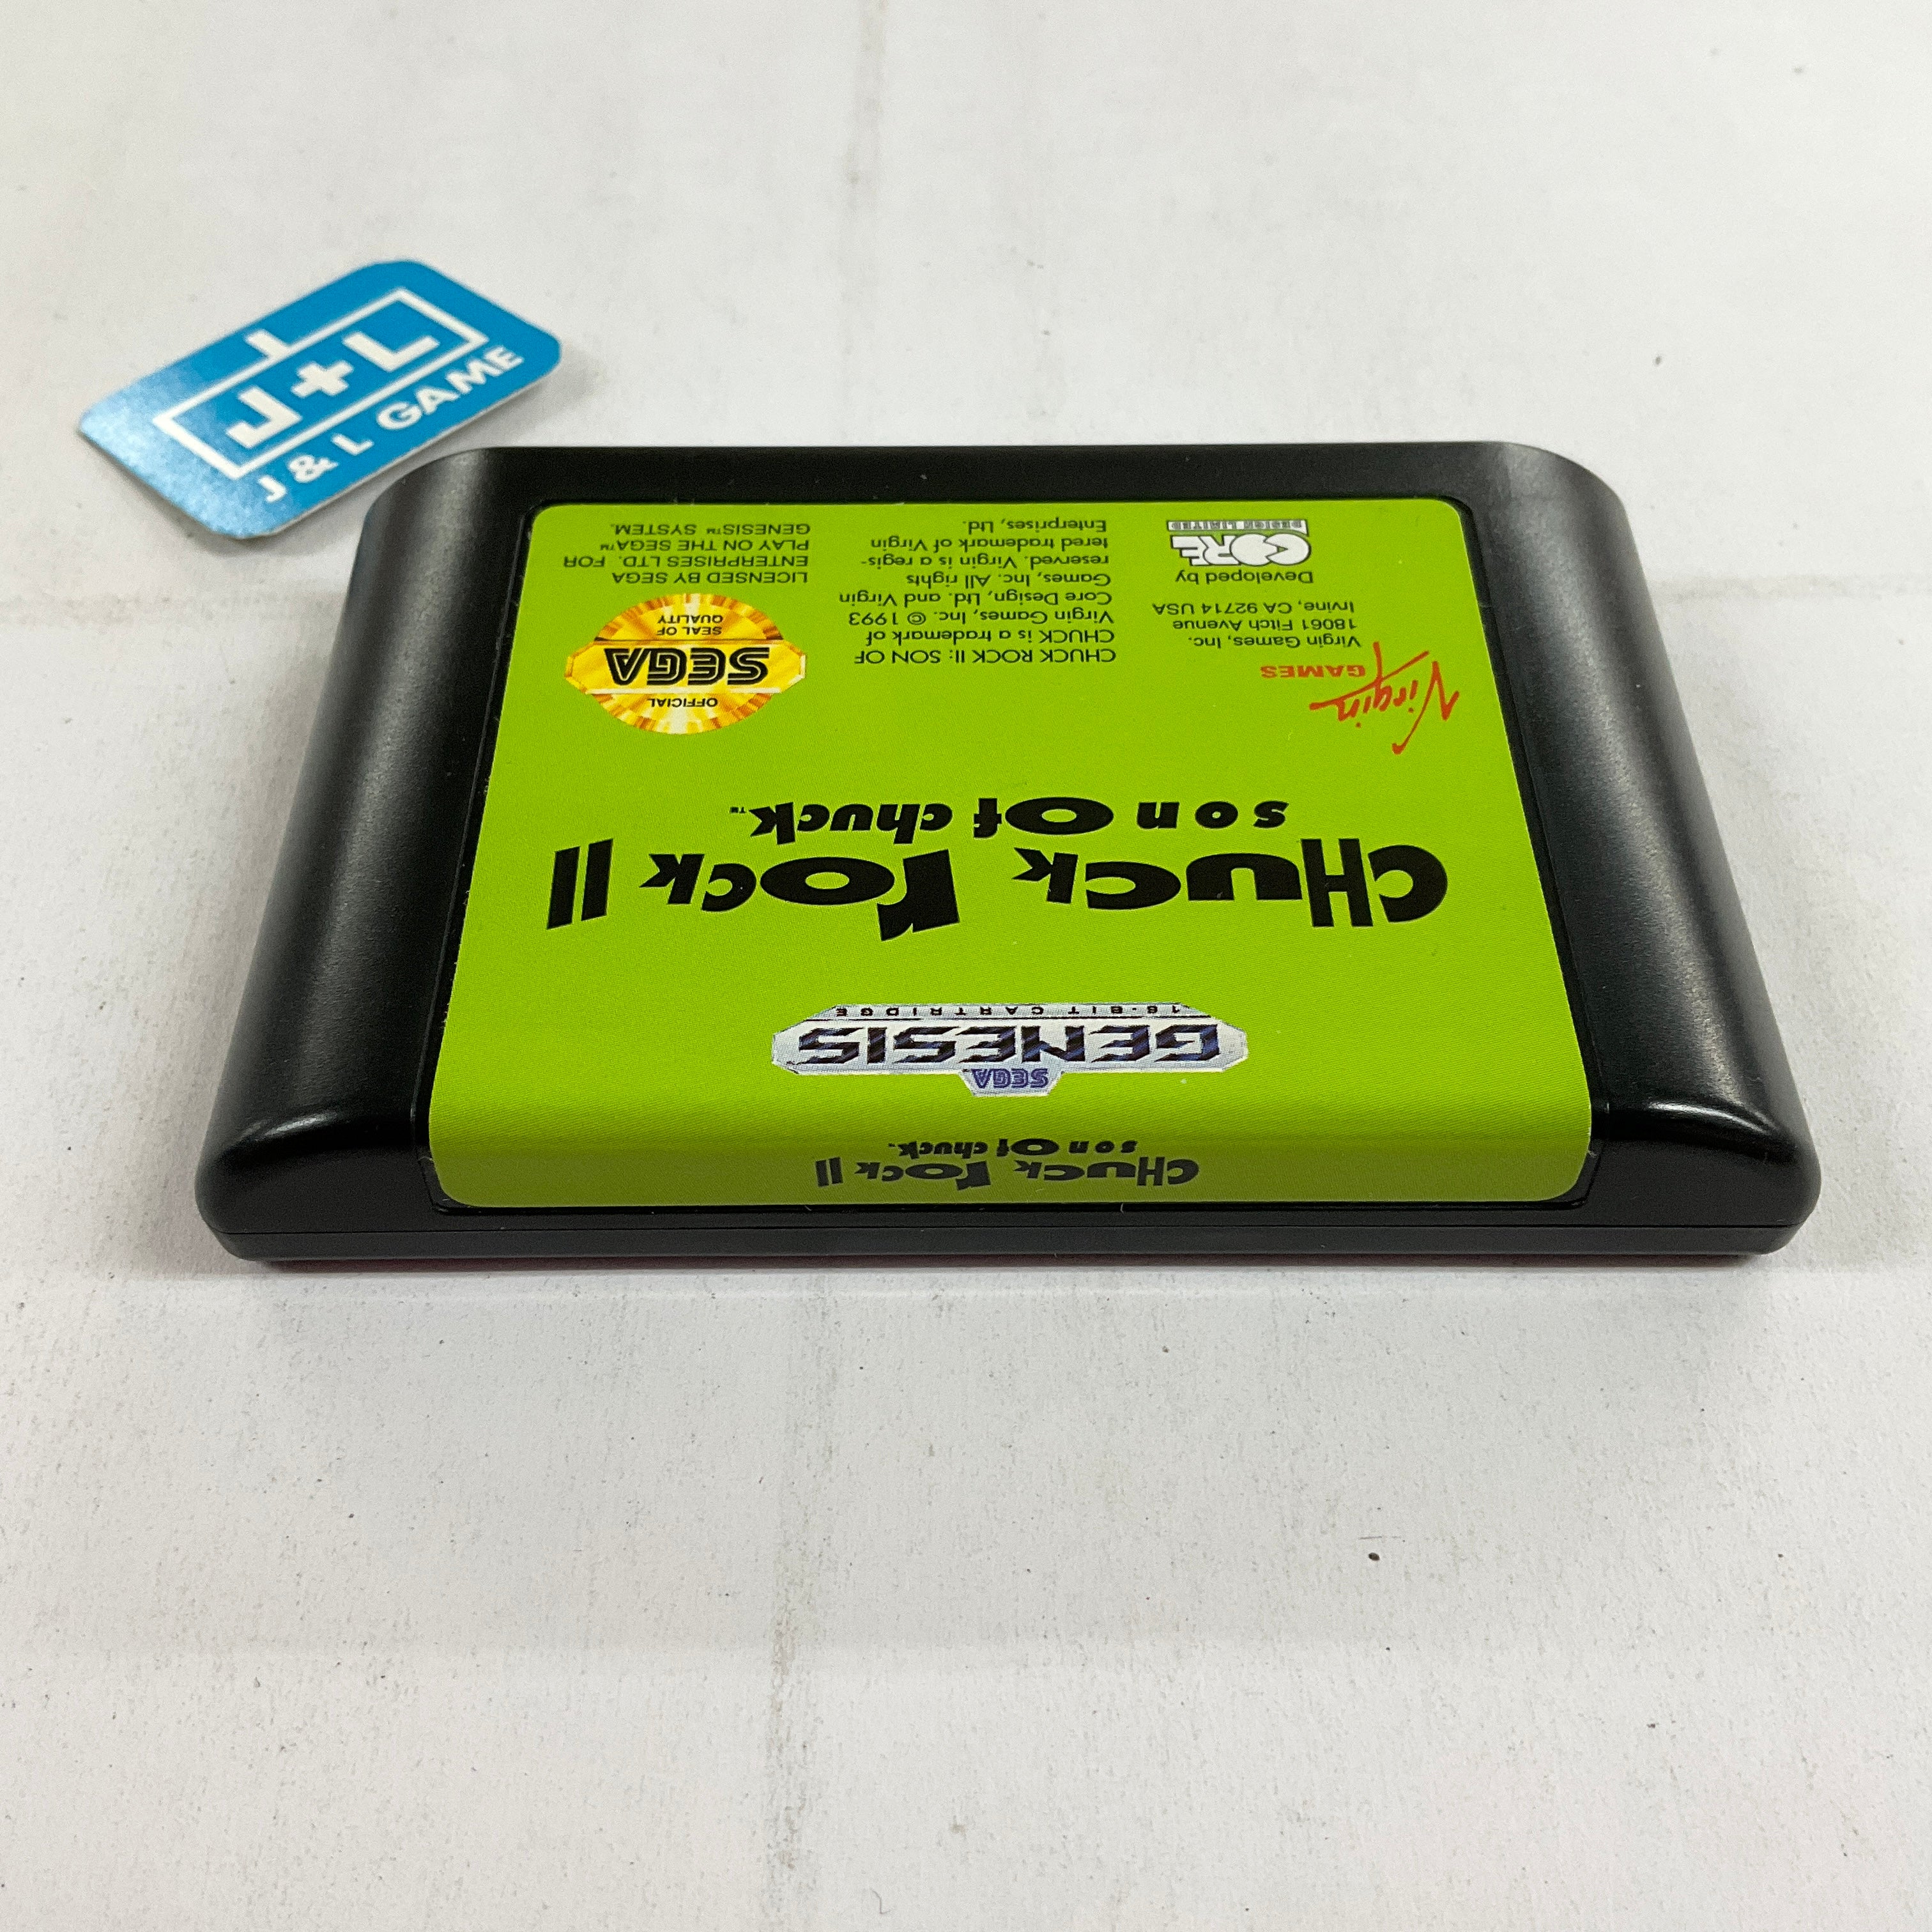 J+L
J & L GAME
CHUCK ROCK II
son Of chuck.
SEGA
GENESIS
16-BIT CARTRIDGE
CHUCK ROCK II
son Of chuck.™
Virgin
GAMES
Virgin Games, Inc.
18061 Fitch Avenue
Irvine, CA 92714 USA
Developed by
CORE
DESIGN LIMITED
CHUCK ROCK II: SON OF
CHUCK is a trademark of
Virgin Games, Inc. © 1993
Core Design, Ltd. and Virgin
Games, Inc. All rights
reserved. Virgin is a regis-
tered trademark of Virgin
Enterprises, Ltd.
OFFICIAL
SEGA
SEAL OF
QUALITY
LICENSED BY SEGA
ENTERPRISES LTD. FOR
PLAY ON THE SEGA™
GENESIS™ SYSTEM.